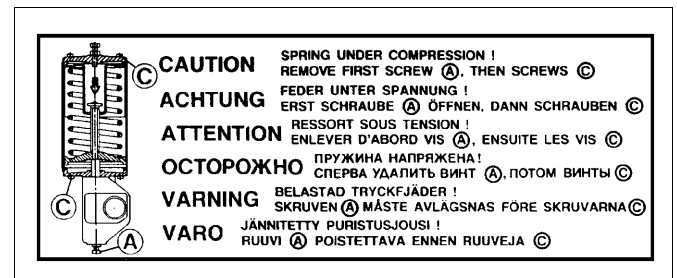 CAUTION SPRING UNDER COMPRESSION !
REMOVE FIRST SCREW Ⓐ, THEN SCREWS Ⓒ
ACHTUNG FEDER UNTER SPANNUNG !
ERST SCHRAUBE Ⓐ ÖFFNEN, DANN SCHRAUBEN Ⓒ
ATTENTION RESSORT SOUS TENSION !
ENLEVER D'ABORD VIS Ⓐ, ENSUITE LES VIS Ⓒ
ОСТОРОЖНО ПРУЖИНА НАПРЯЖЕНА!
СПЕРВА УДАЛИТЬ ВИНТ Ⓐ, ПОТОМ ВИНТЫ Ⓒ
VARNING BELASTAD TRYCKFJÄDER !
SKRUVEN Ⓐ MÅSTE AVLÄGSNAS FÖRE SKRUVARNA Ⓒ
VARO JÄNNITETTY PURISTUSJOUSI !
RUUVI Ⓐ POISTETTAVA ENNEN RUUVEJA Ⓒ
Ⓒ
Ⓒ
Ⓐ